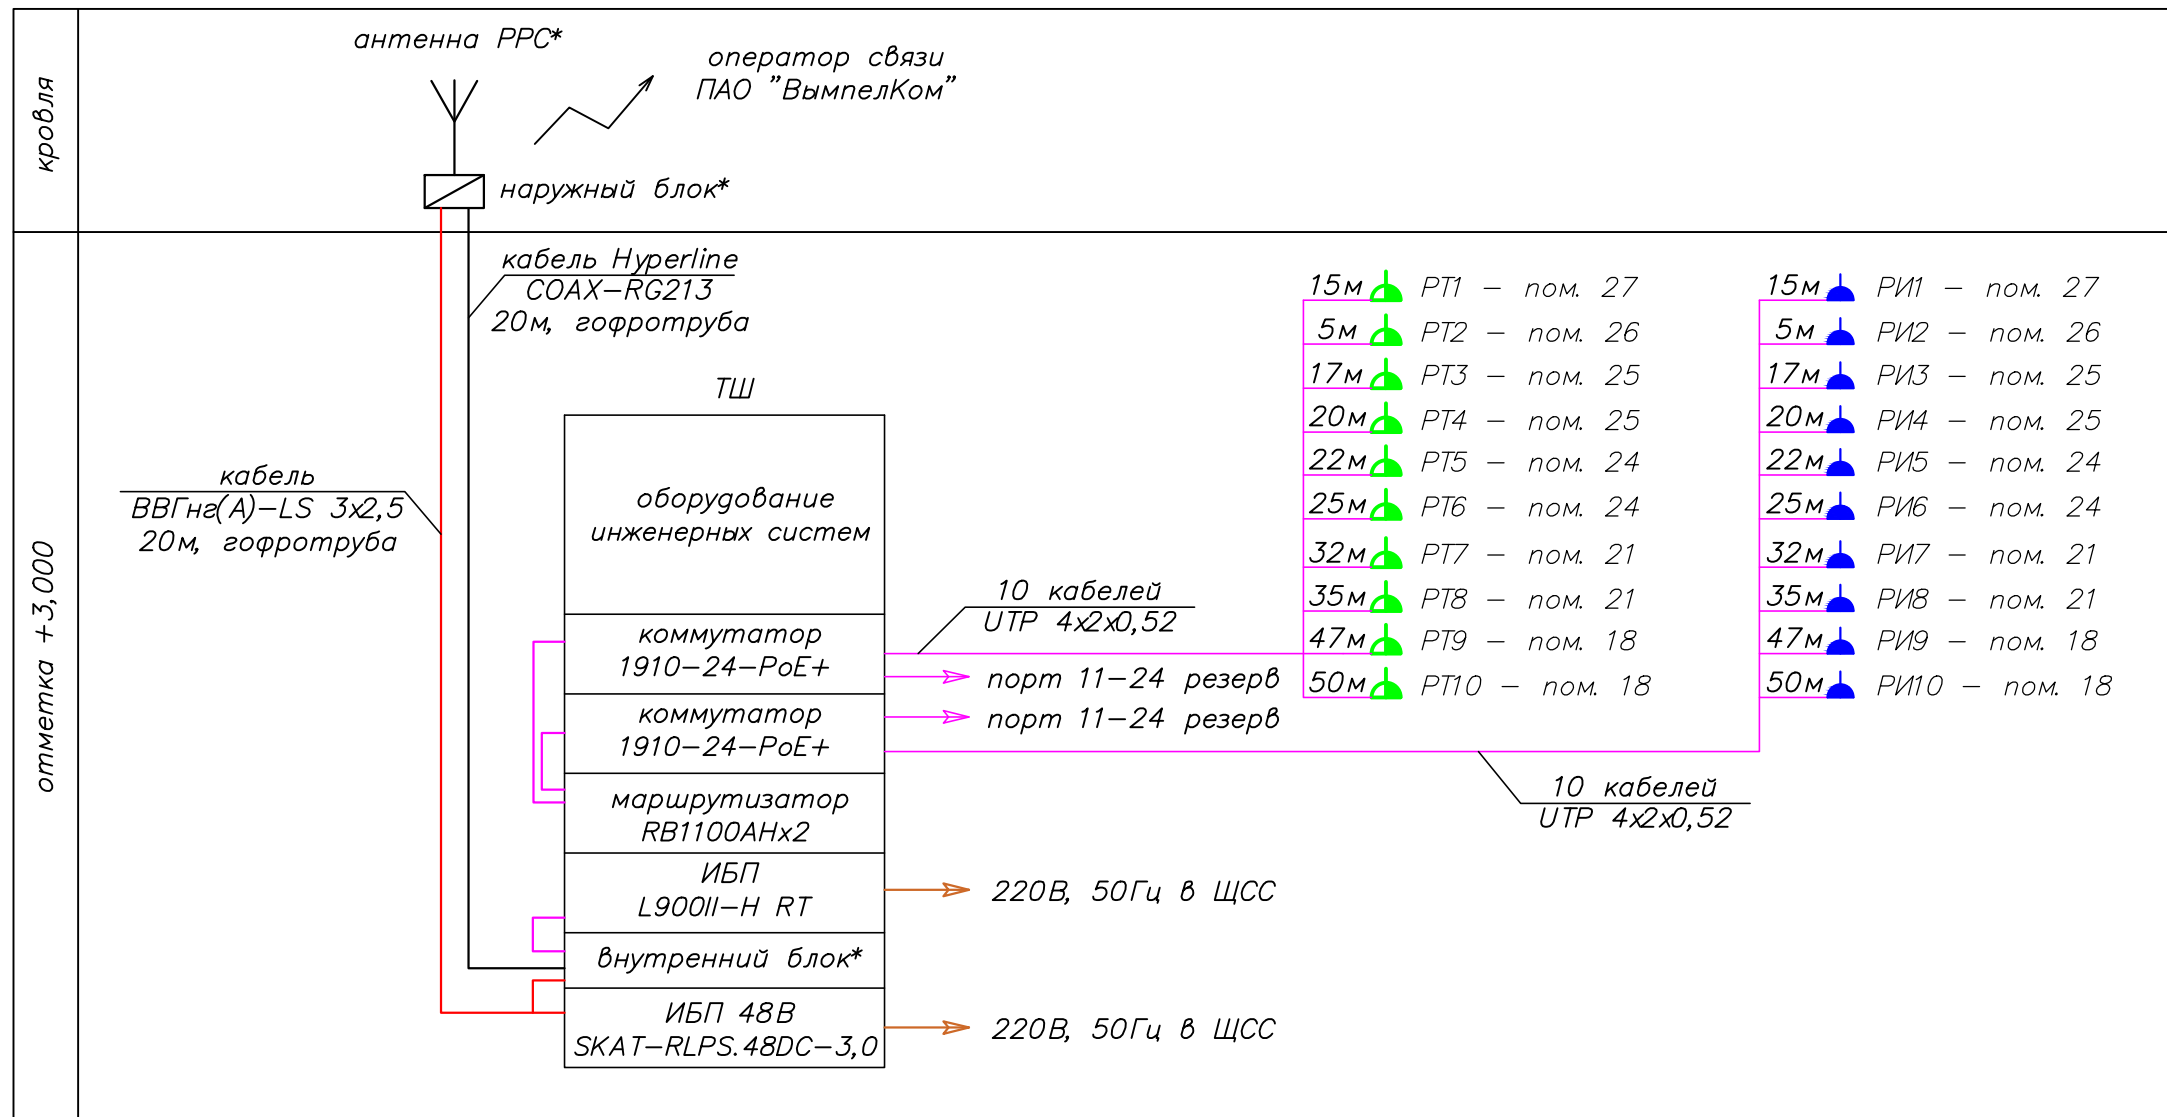 кровля
антенна РРС*
оператор связи
ПАО "ВымпелКом"
наружный блок*
отметка +3,000
кабель Hyperline
COAX-RG213
20м, гофротруба
кабель
ВВГнг(А)-LS 3x2,5
20м, гофротруба
ТШ
оборудование
инженерных систем
коммутатор
1910-24-PoE+
коммутатор
1910-24-PoE+
маршрутизатор
RB1100AHx2
ИБП
L900II-H RT
внутренний блок*
ИБП 48В
SKAT-RLPS.48DC-3,0
10 кабелей
UTP 4x2x0,52
порт 11-24 резерв
порт 11-24 резерв
220В, 50Гц в ЩСС
220В, 50Гц в ЩСС
15м РТ1 - пом. 27
5м РТ2 - пом. 26
17м РТ3 - пом. 25
20м РТ4 - пом. 25
22м РТ5 - пом. 24
25м РТ6 - пом. 24
32м РТ7 - пом. 21
35м РТ8 - пом. 21
47м РТ9 - пом. 18
50м РТ10 - пом. 18
15м РИ1 - пом. 27
5м РИ2 - пом. 26
17м РИ3 - пом. 25
20м РИ4 - пом. 25
22м РИ5 - пом. 24
25м РИ6 - пом. 24
32м РИ7 - пом. 21
35м РИ8 - пом. 21
47м РИ9 - пом. 18
50м РИ10 - пом. 18
10 кабелей
UTP 4x2x0,52